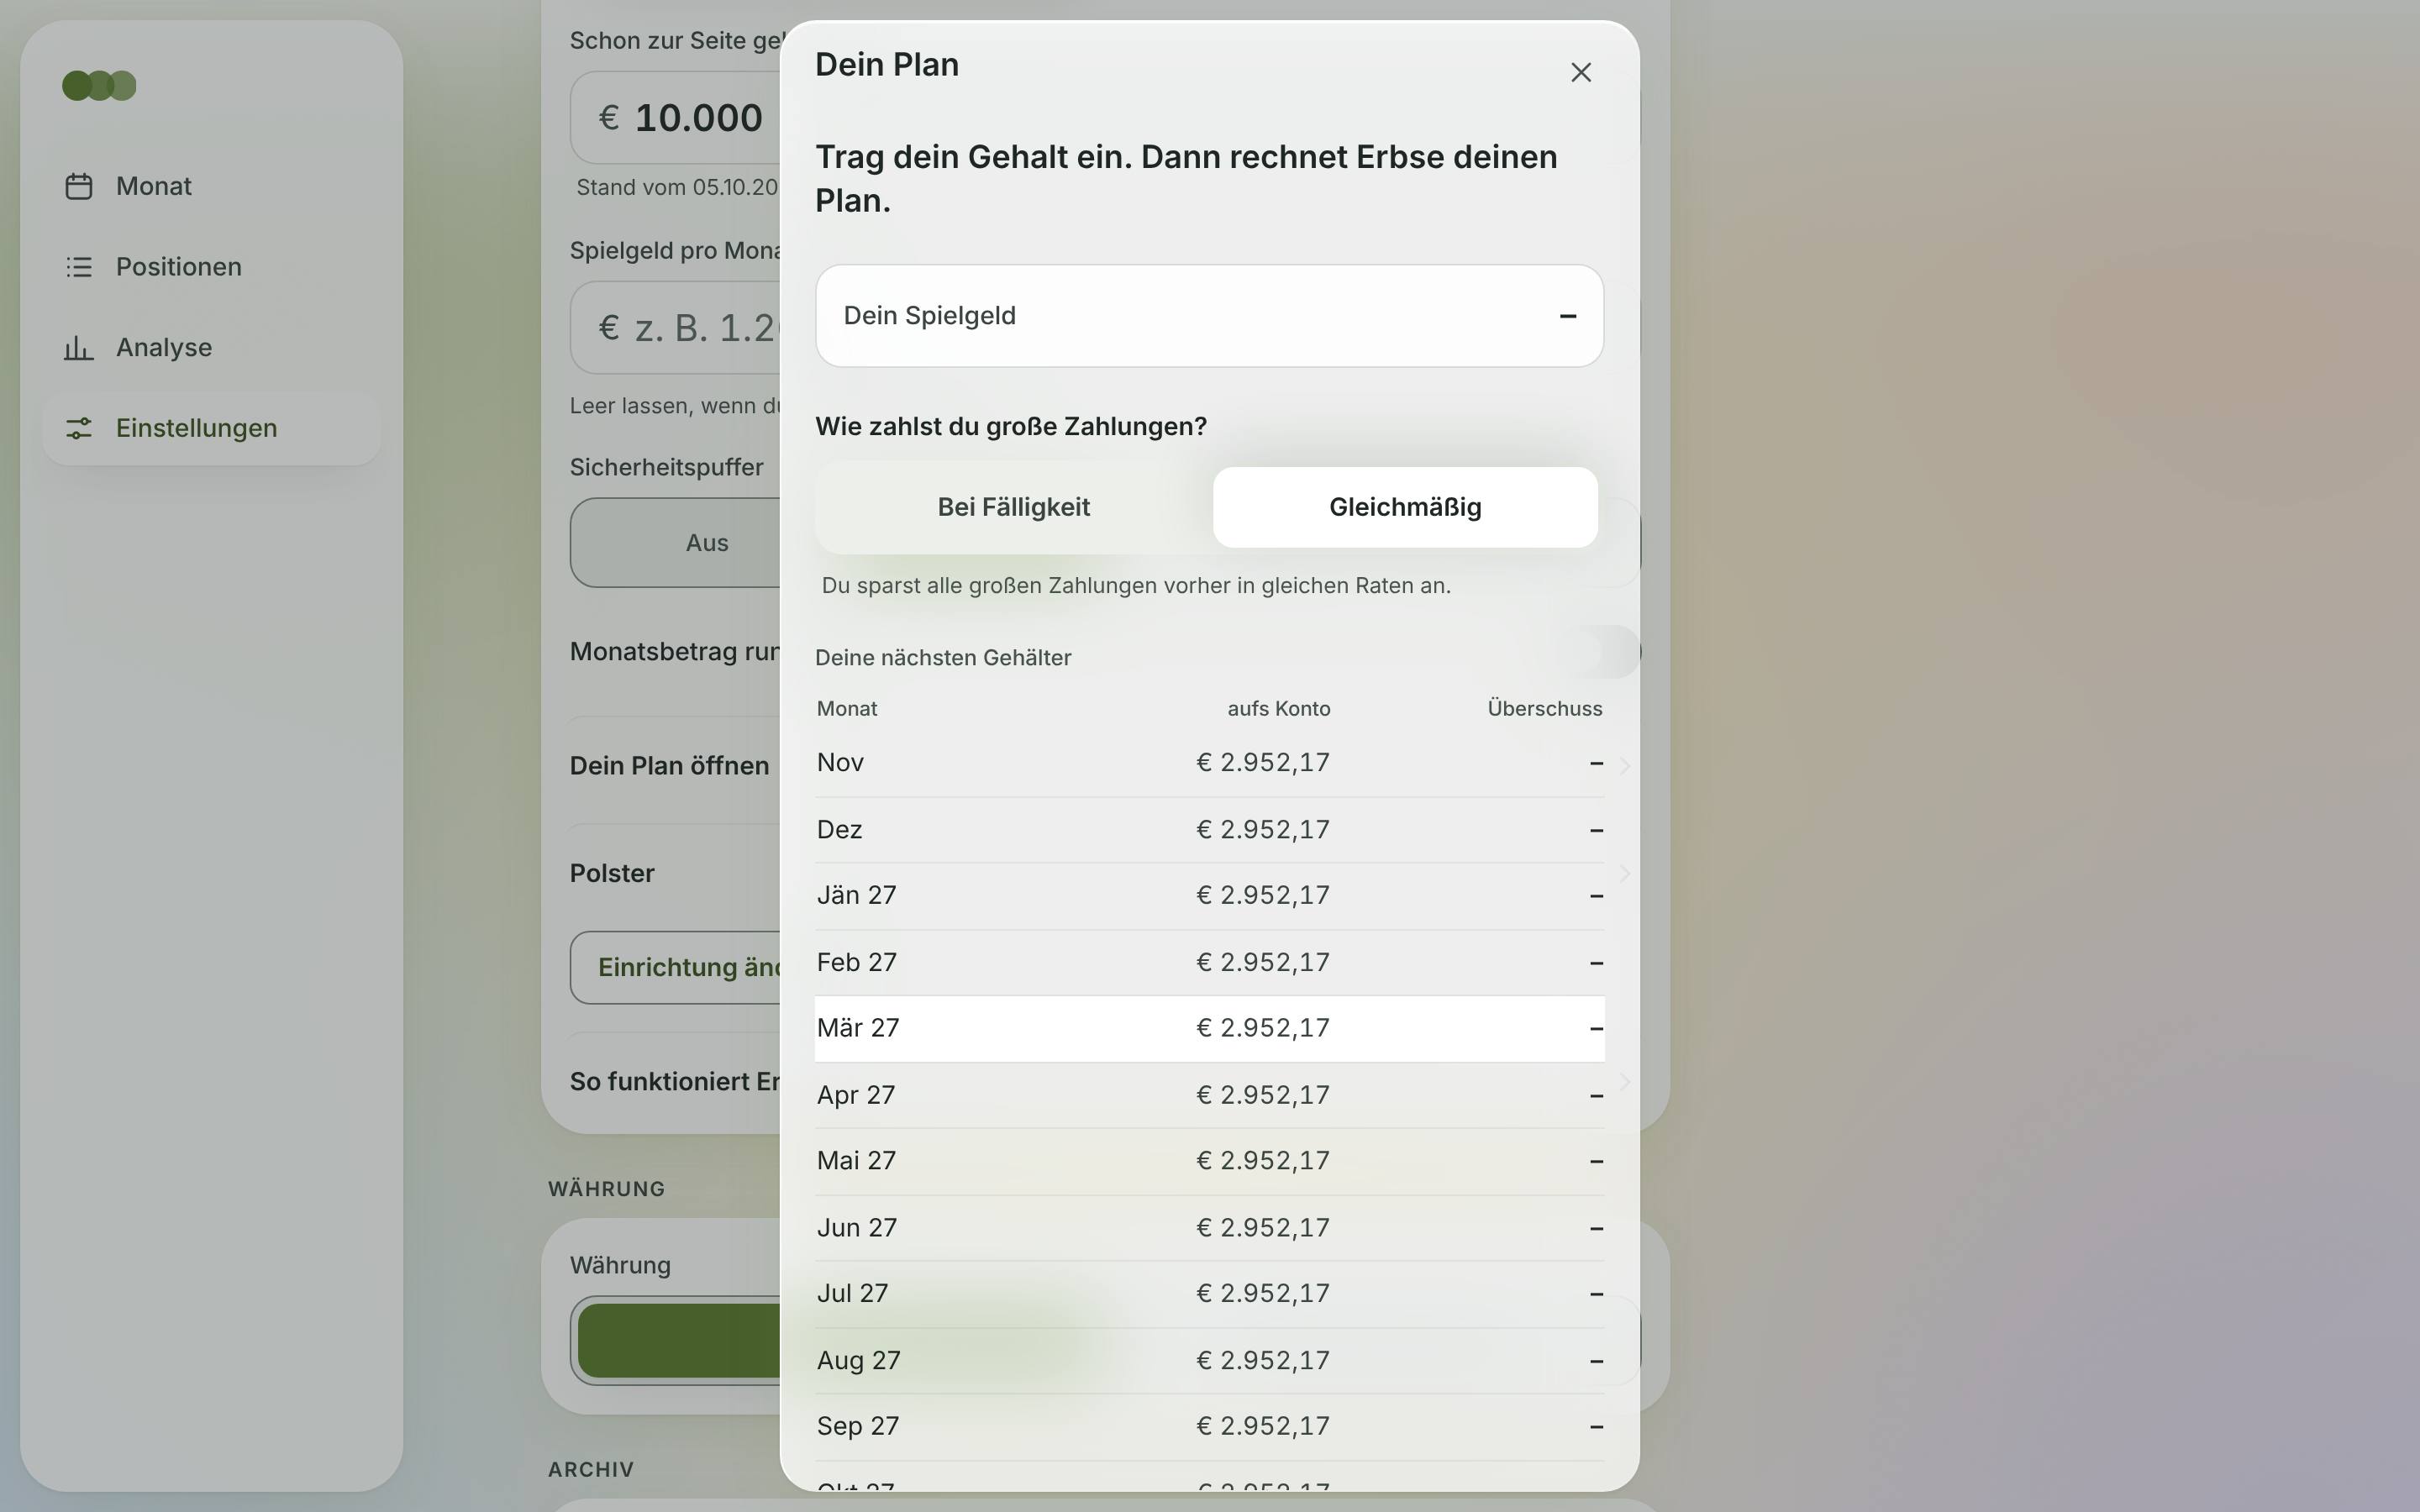 Monat
Positionen
Analyse
Einstellungen
Schon zur Seite
€ 10.000
Stand vom 05.10.20
Spielgeld pro
€ z. B. 1.2
Leer lassen, wenn
Sicherheitspuffer
Aus
Monatsbetrag
Dein Plan öffnen
Polster
Einrichtung
So funktioniert
WÄHRUNG
Währung
ARCHIV
Dein Plan
Trag dein Gehalt ein. Dann rechnet Erbse deinen
Plan.
Dein Spielgeld –
Wie zahlst du große Zahlungen?
Bei Fälligkeit Gleichmäßig
Du sparst alle großen Zahlungen vorher in gleichen Raten an.
Deine nächsten Gehälter
Monat aufs Konto Überschuss
Nov € 2.952,17 –
Dez € 2.952,17 –
Jän 27 € 2.952,17 –
Feb 27 € 2.952,17 –
Mär 27 € 2.952,17 –
Apr 27 € 2.952,17 –
Mai 27 € 2.952,17 –
Jun 27 € 2.952,17 –
Jul 27 € 2.952,17 –
Aug 27 € 2.952,17 –
Sep 27 € 2.952,17 –
Okt 27 € 2.952,17 –